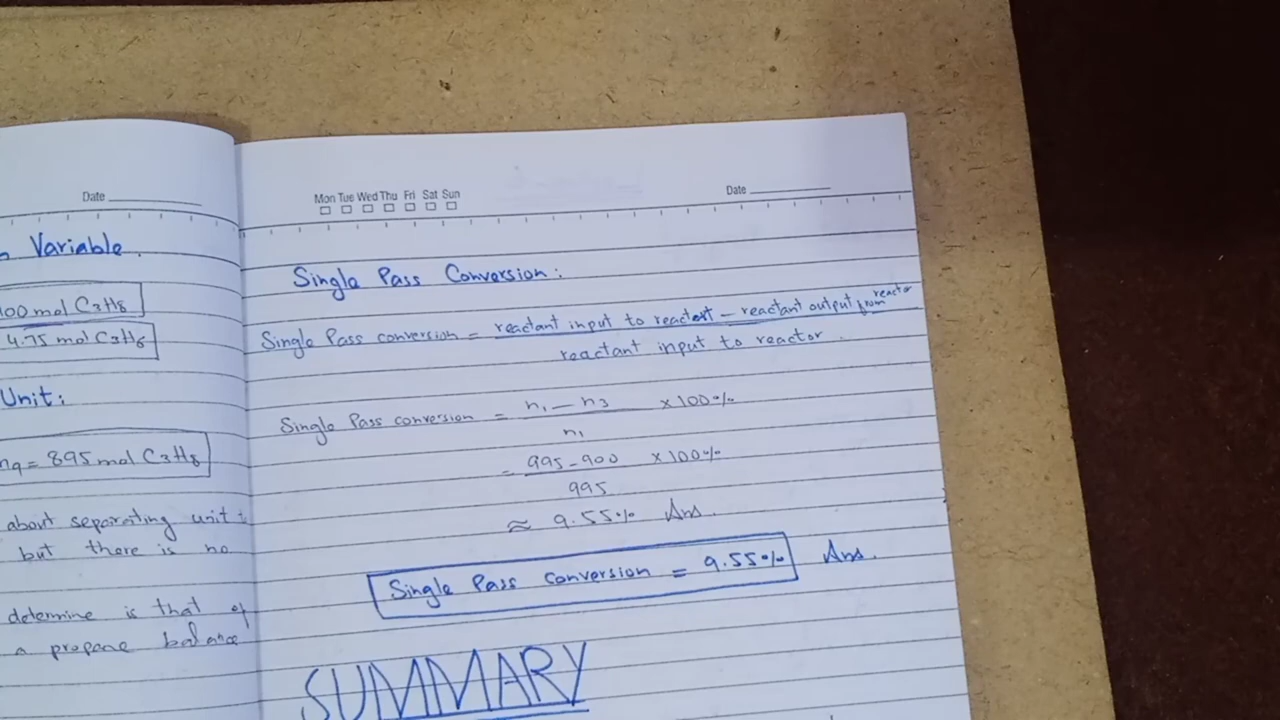 Date
Variable.
100 mol C3H8
4.75 mol C3H6
Unit:
= 895 mol C3H8
about separating unit :
but there is no
determine is that of
a propane balance
Mon Tue Wed Thu Fri Sat Sun
Date
Single Pass Conversion :
Single Pass conversion = reactant input to reactor - reactant output from reactor
reactant input to reactor.
Single Pass conversion = n1 - n3 × 100%
n1
= 995 - 900 × 100%
995
≈ 9.55% Ans.
Single Pass conversion = 9.55% Ans.
SUMMARY